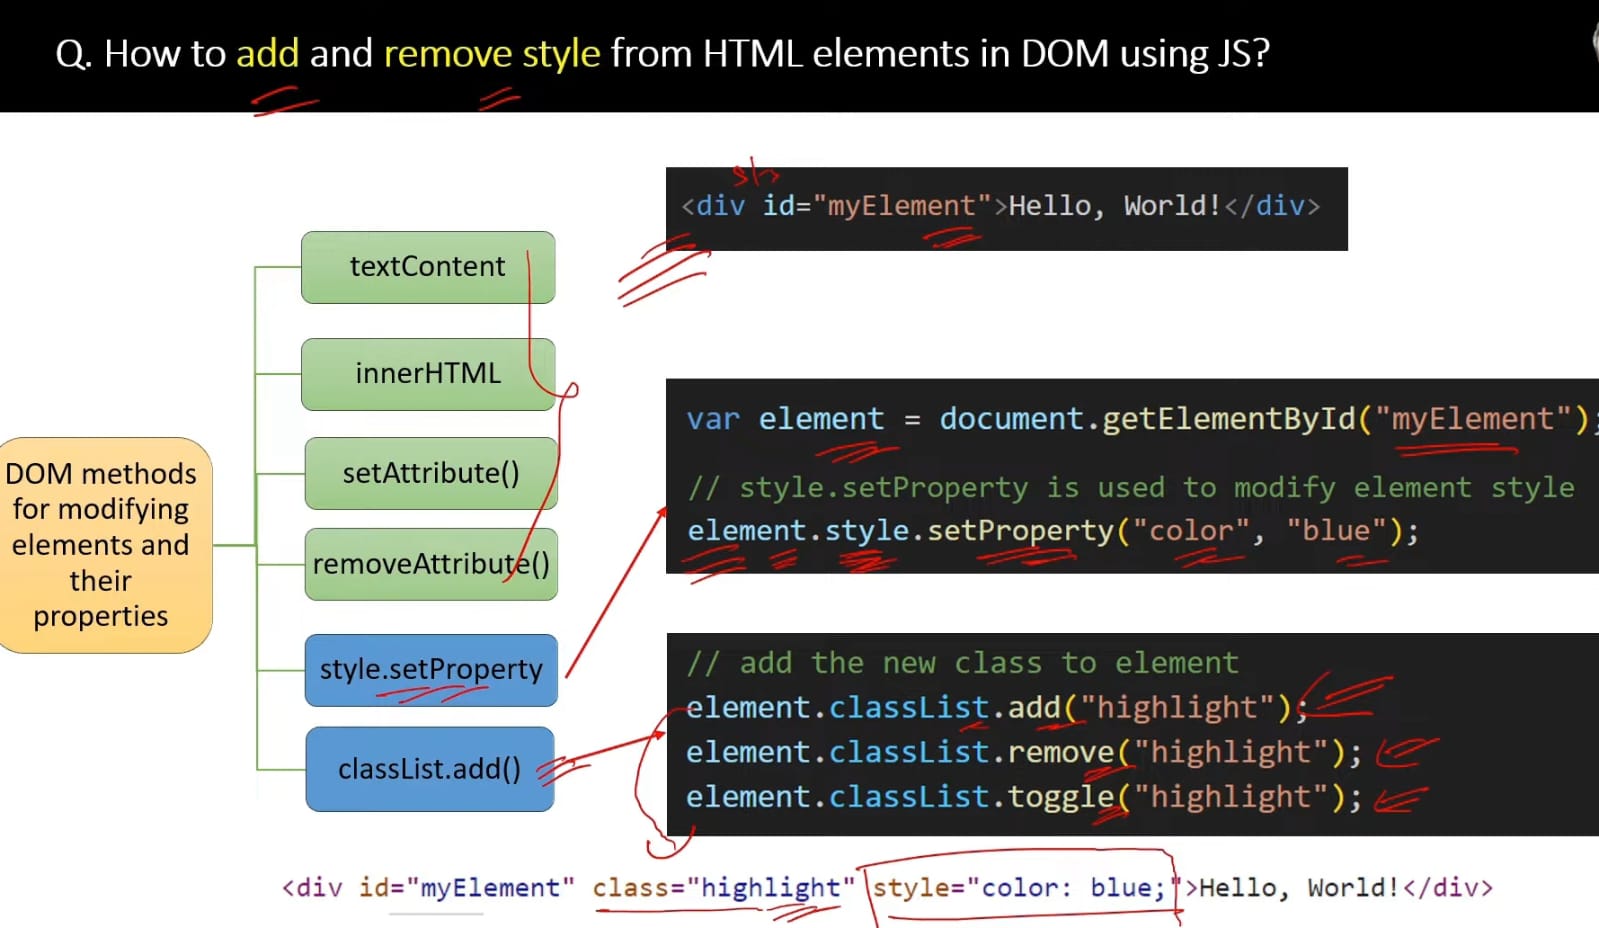 Q. How to add and remove style from HTML elements in DOM using JS?
<div id="myElement">Hello, World!</div>
textContent
innerHTML
setAttribute()
removeAttribute()
style.setProperty
classList.add()
DOM methods
for modifying
elements and
their
properties
var element = document.getElementById("myElement");
// style.setProperty is used to modify element style
element.style.setProperty("color", "blue");
// add the new class to element
element.classList.add("highlight");
element.classList.remove("highlight");
element.classList.toggle("highlight");
<div id="myElement" class="highlight" style="color: blue;">Hello, World!</div>